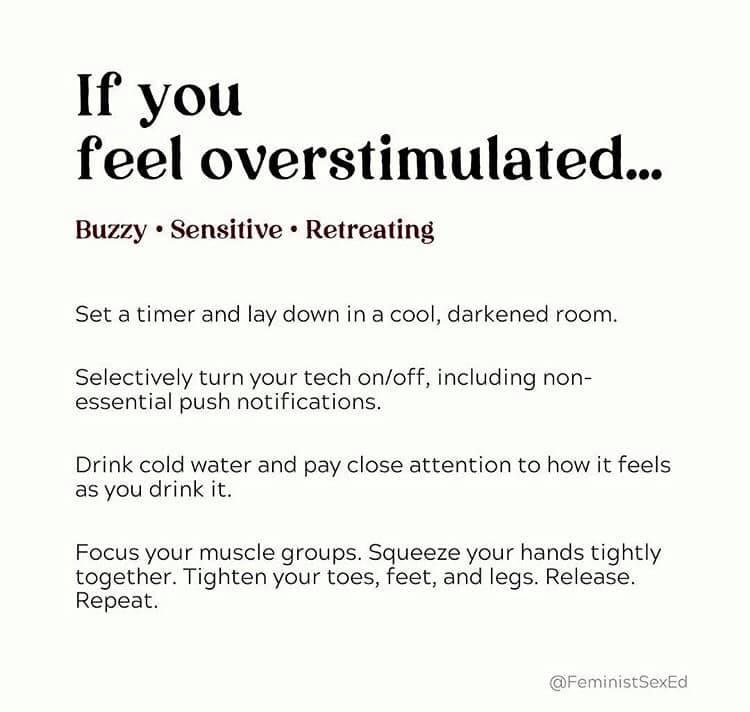 If you
feel overstimulated...
Buzzy • Sensitive • Retreating
Set a timer and lay down in a cool, darkened room.
Selectively turn your tech on/off, including non-
essential push notifications.
Drink cold water and pay close attention to how it feels
as you drink it.
Focus your muscle groups. Squeeze your hands tightly
together. Tighten your toes, feet, and legs. Release.
Repeat.
@FeministSexEd